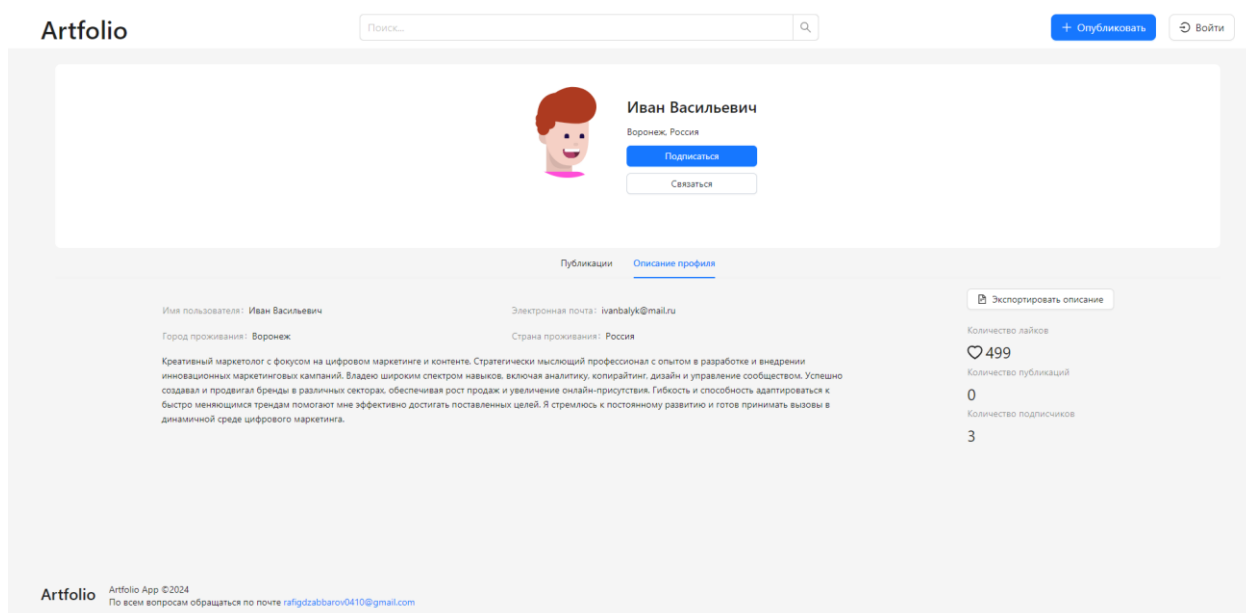 Artfolio
Поиск...
Опубликовать
Войти
Иван Васильевич
Воронеж, Россия
Подписаться
Связаться
Публикации
Описание профиля
Имя пользователя: Иван Васильевич
Электронная почта: ivanbalyk@mail.ru
Город проживания: Воронеж
Страна проживания: Россия
Креативный маркетолог с фокусом на цифровом маркетинге и контенте. Стратегически мыслющий профессионал с опытом в разработке и внедрении
инновационных маркетинговых кампаний. Владею широким спектром навыков, включая аналитику, копирайтинг, дизайн и управление сообществом. Успешно
создавал и продвигал бренды в различных секторах, обеспечивая рост продаж и увеличение онлайн-присутствия. Гибкость и способность адаптироваться к
быстро меняющимся трендам помогают мне эффективно достигать поставленных целей. Я стремлюсь к постоянному развитию и готов принимать вызовы в
динамичной среде цифрового маркетинга.
Экспортировать описание
Количество лайков
499
Количество публикаций
0
Количество подписчиков
3
Artfolio
Artfolio App ©2024
По всем вопросам обращаться по почте rafigdzabbarov0410@gmail.com